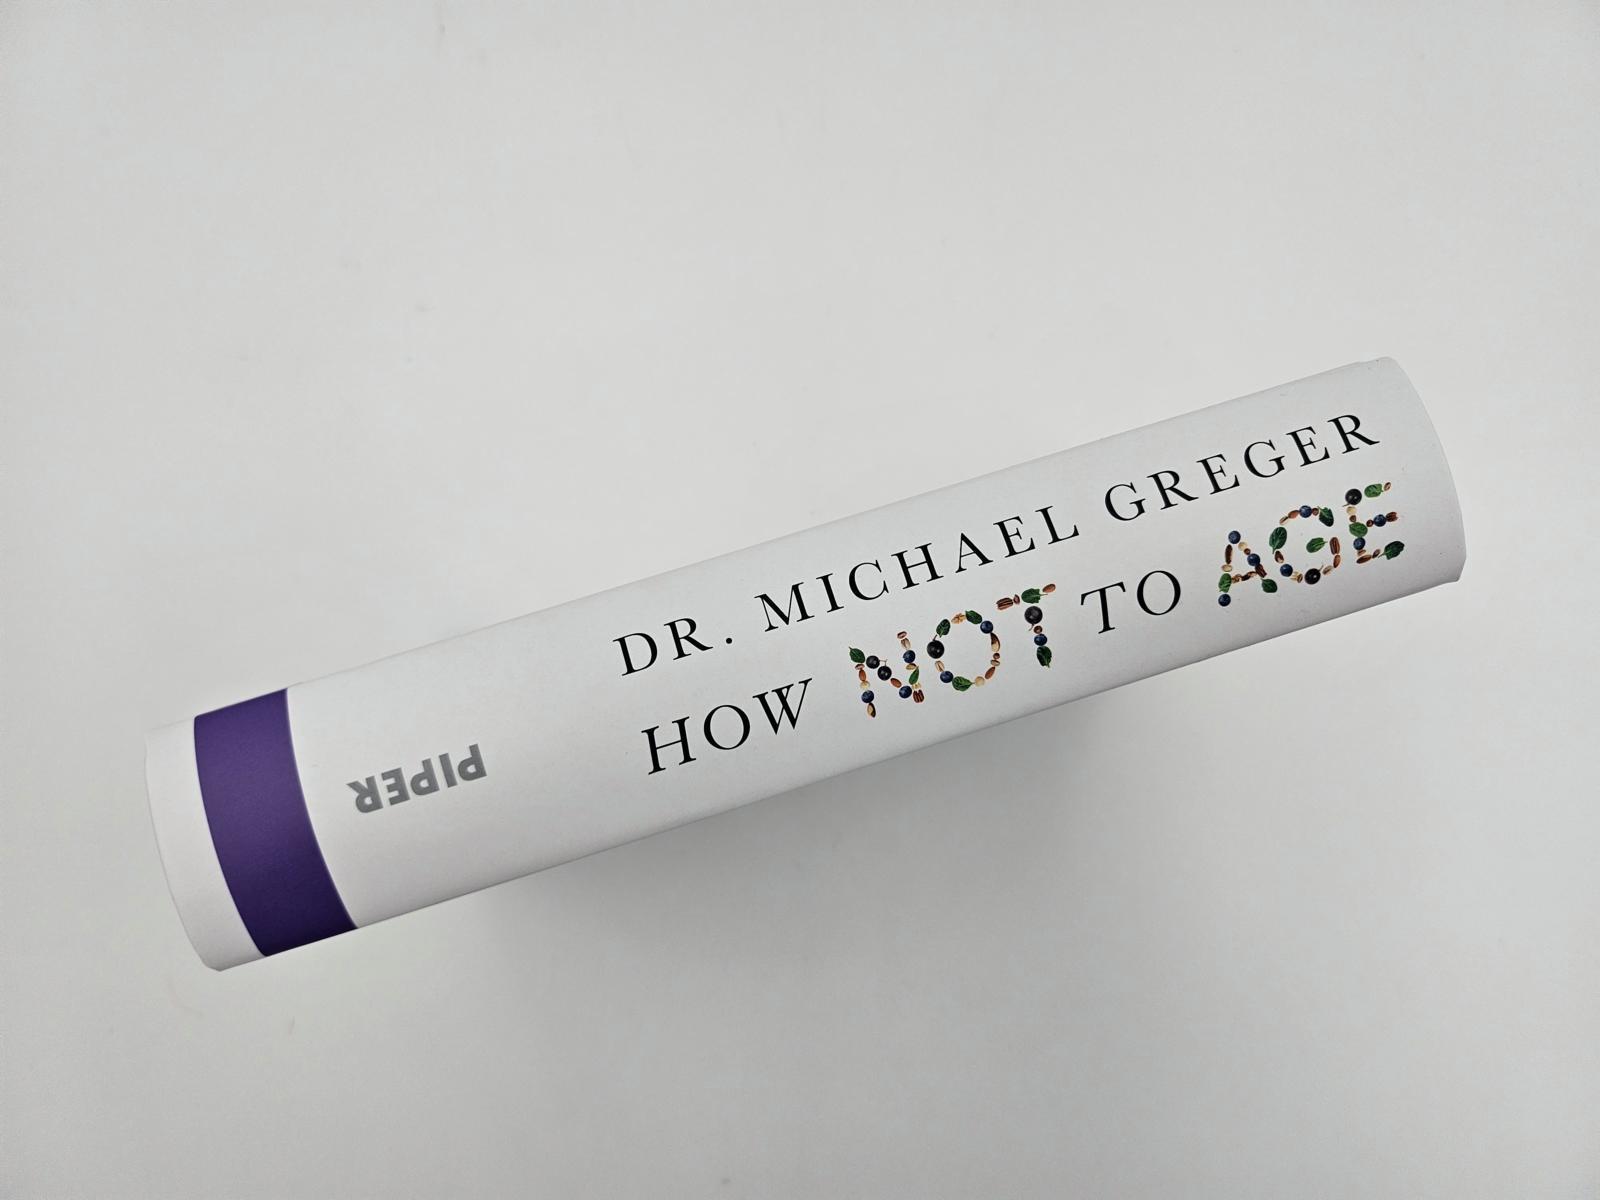 DR. MICHAEL GREGER
HOW NOT TO AGE
PIPER